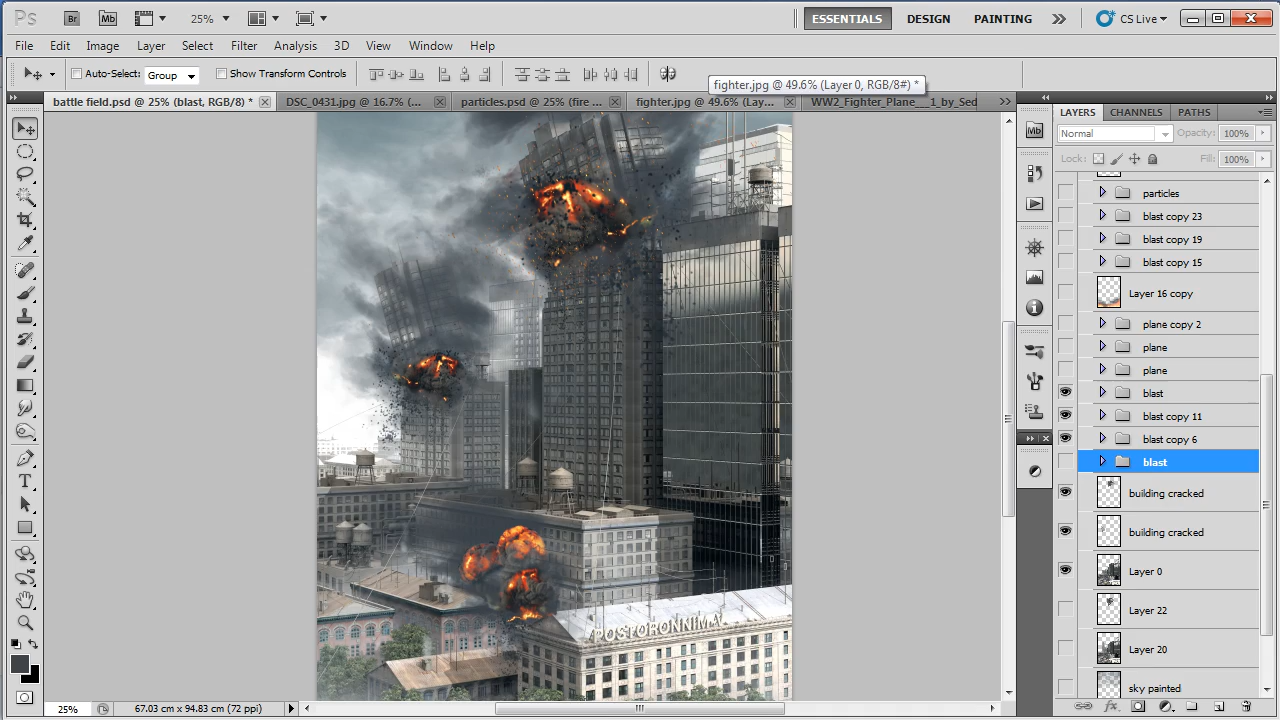 Ps Br Mb 25% ESSENTIALS DESIGN PAINTING CS Live
File Edit Image Layer Select Filter Analysis 3D View Window Help
Auto-Select: Group Show Transform Controls
fighter.jpg @ 49.6% (Layer 0, RGB/8#) *
battle field.psd @ 25% (blast, RGB/8) * DSC_0431.jpg @ 16.7% (... particles.psd @ 25% (fire ... fighter.jpg @ 49.6% (Lay... WW2_Fighter_Plane___1_by_Sed
LAYERS CHANNELS PATHS
Normal Opacity: 100%
Lock: Fill: 100%
Mb
particles
blast copy 23
blast copy 19
blast copy 15
Layer 16 copy
plane copy 2
plane
plane
blast
blast copy 11
blast copy 6
blast
building cracked
building cracked
Layer 0
Layer 22
Layer 20
sky painted
T
POSTORONNIM.V
25% 67.03 cm x 94.83 cm (72 ppi)
fx